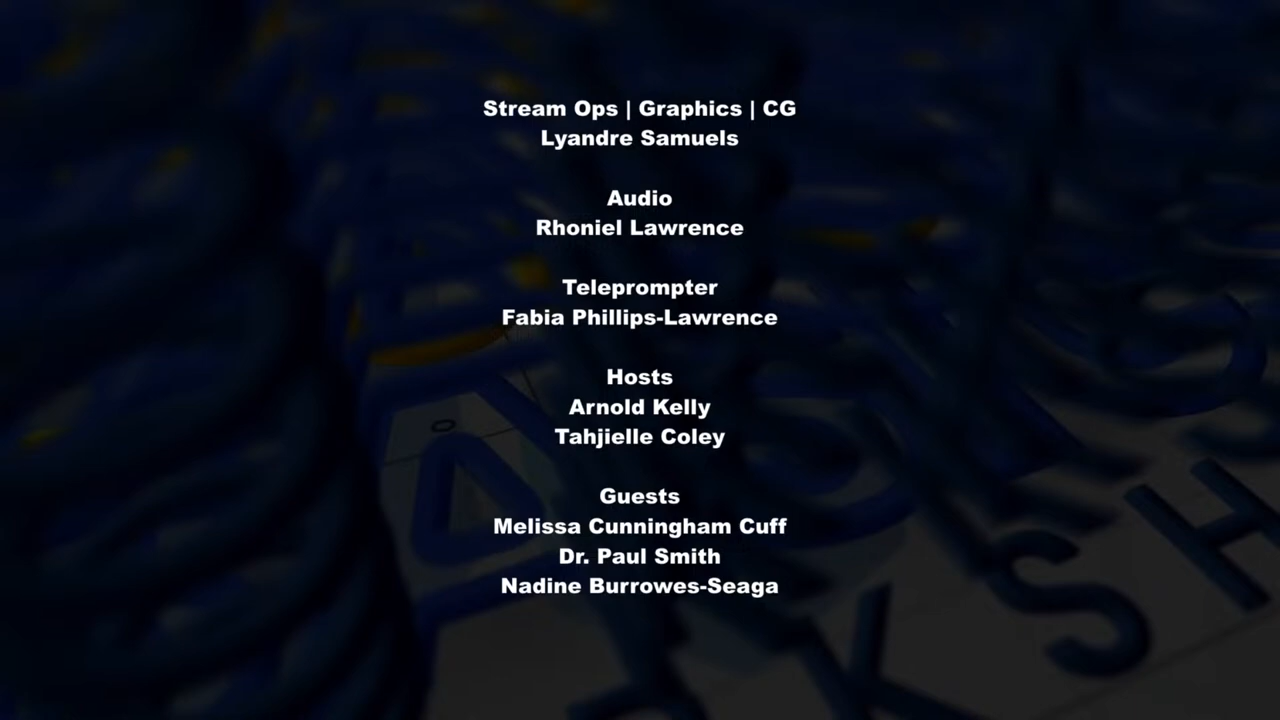 Stream Ops | Graphics | CG
Lyandre Samuels
Audio
Rhoniel Lawrence
Teleprompter
Fabia Phillips-Lawrence
Hosts
Arnold Kelly
Tahjielle Coley
Guests
Melissa Cunningham Cuff
Dr. Paul Smith
Nadine Burrowes-Seaga